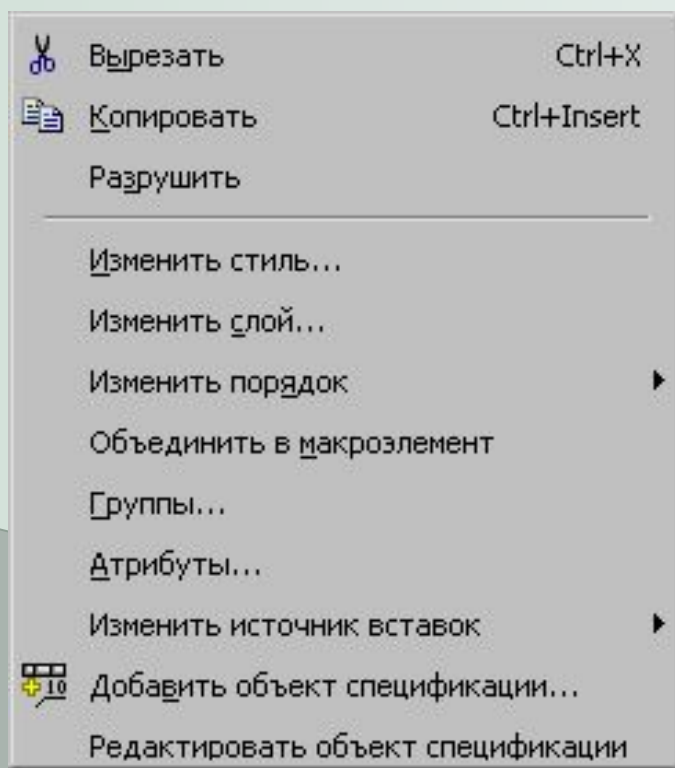 Вырезать Ctrl+X
Копировать Ctrl+Insert
Разрушить
Изменить стиль...
Изменить слой...
Изменить порядок
Объединить в макроэлемент
Группы...
Атрибуты...
Изменить источник вставок
10 Добавить объект спецификации...
Редактировать объект спецификации